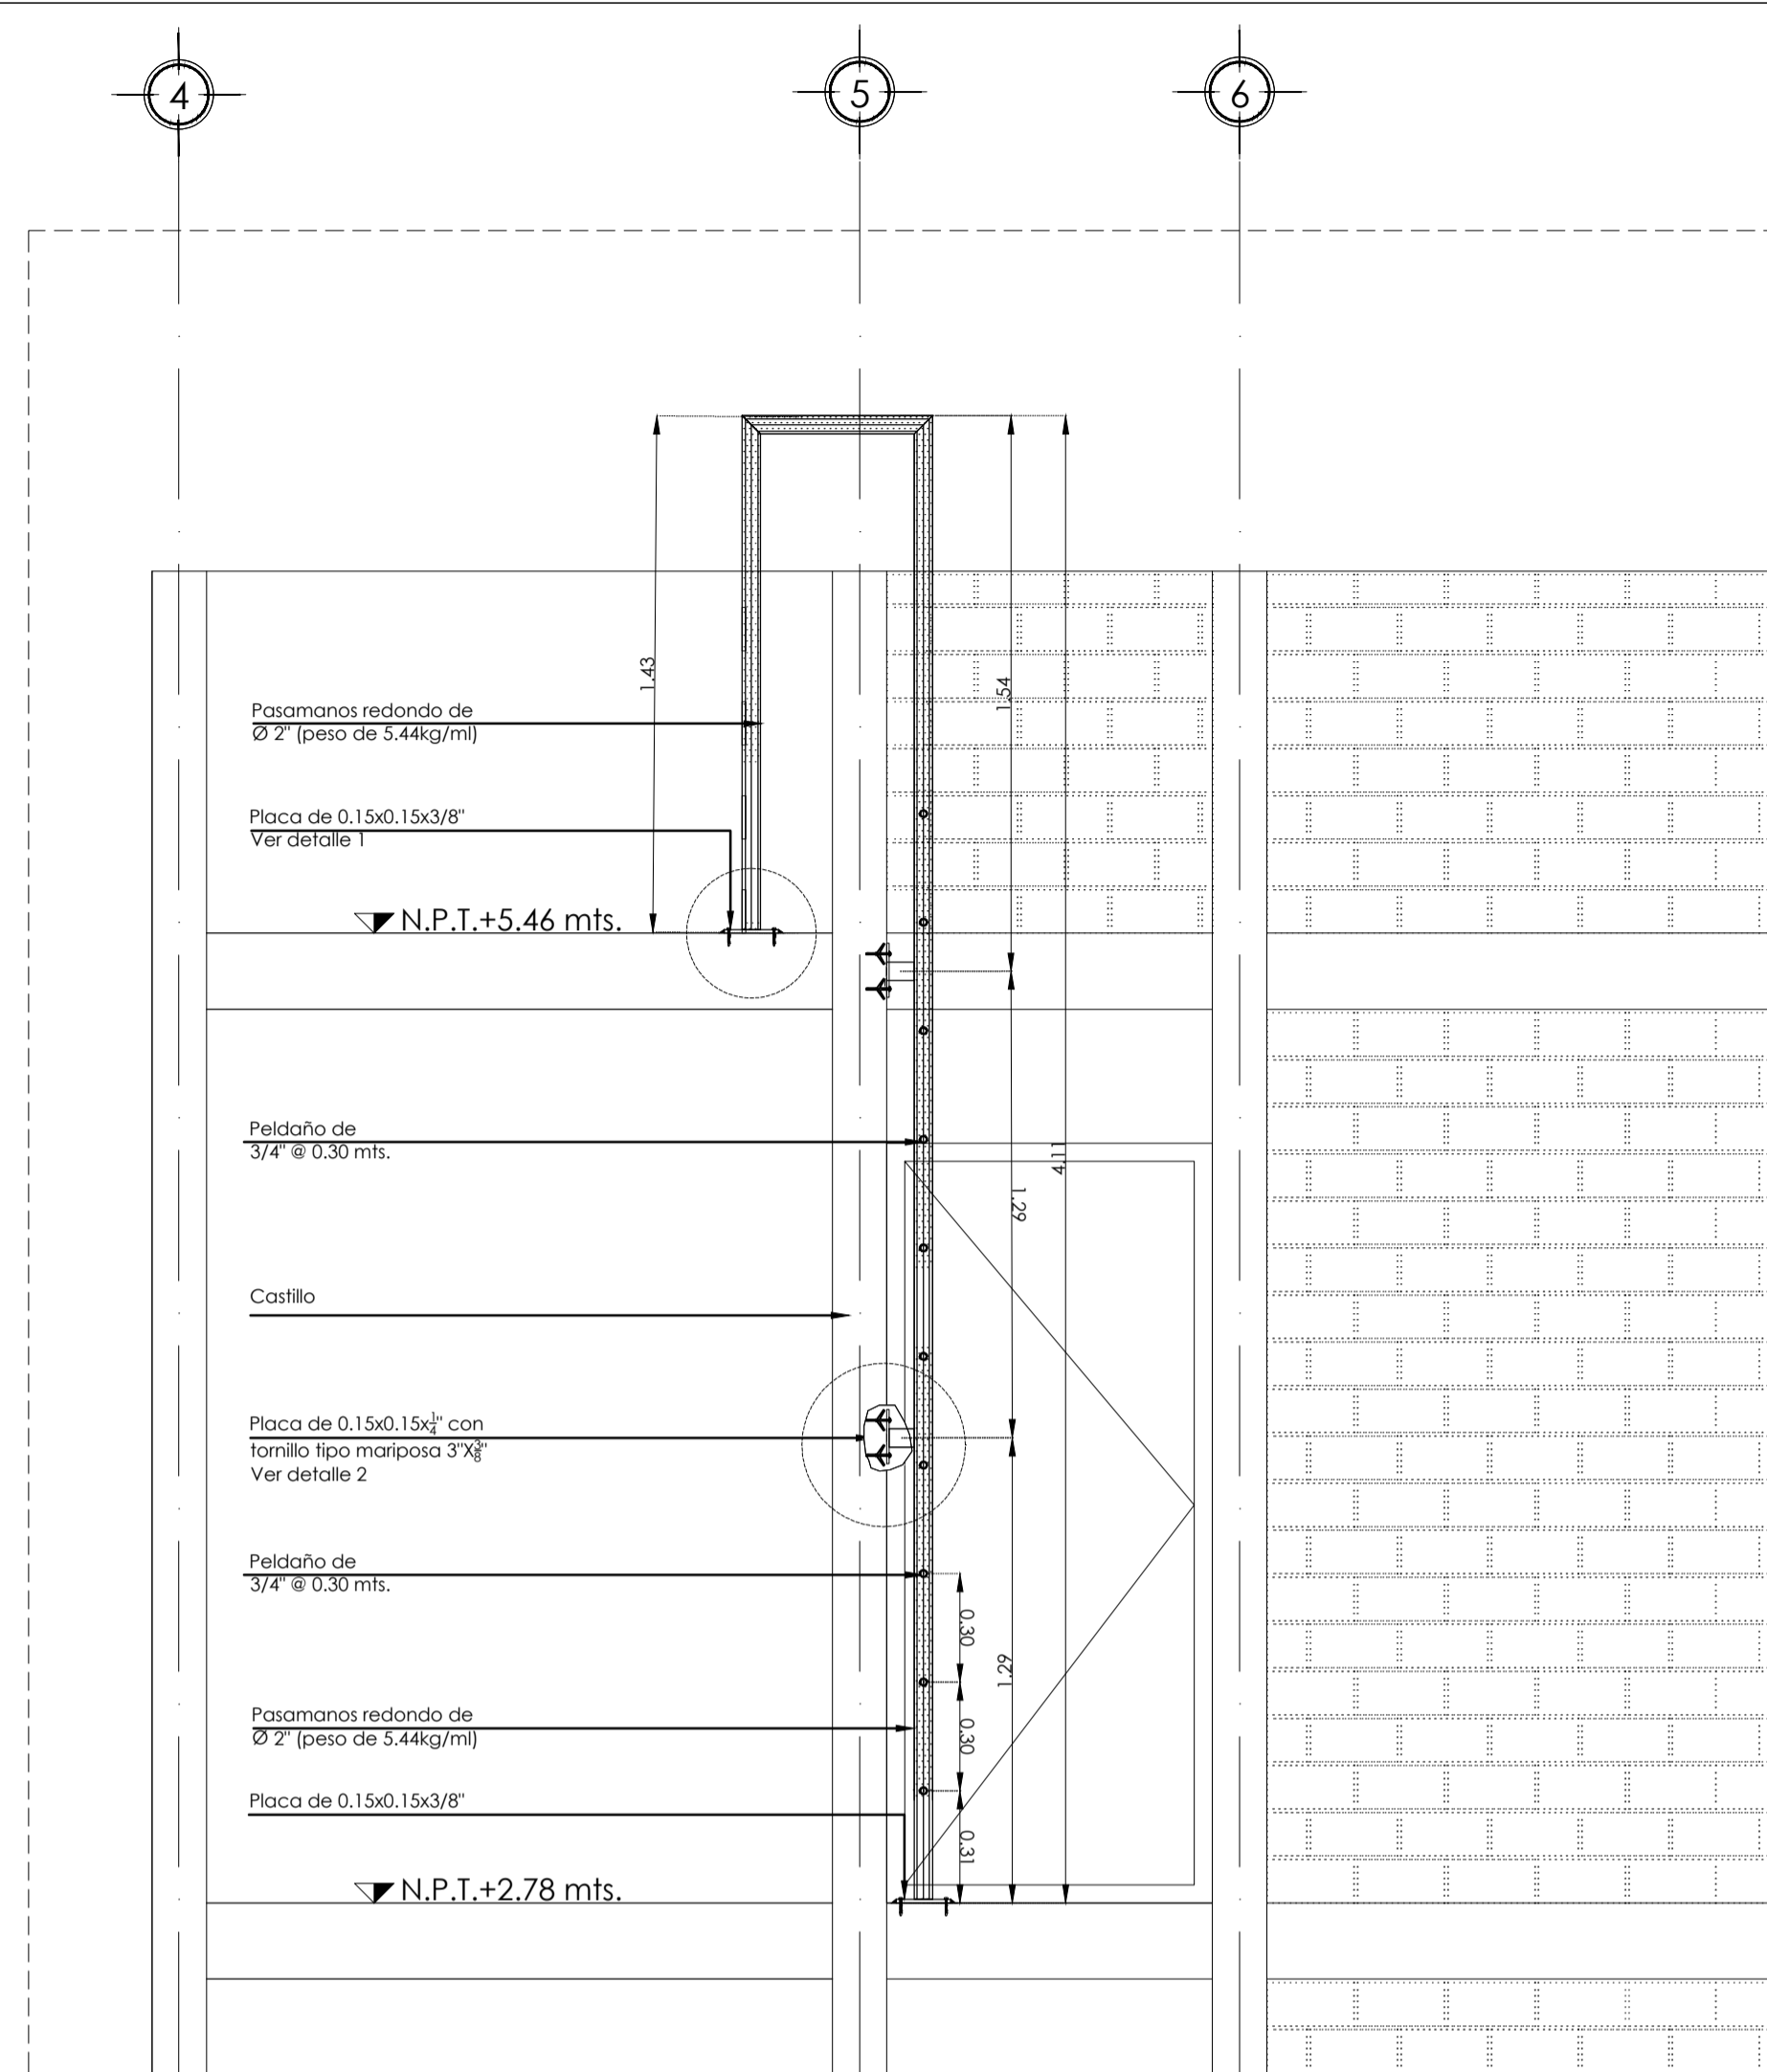 4
5
6
1.43
1.54
Pasamanos redondo de
Ø 2" (peso de 5.44kg/ml)
Placa de 0.15x0.15x3/8"
Ver detalle 1
N.P.T.+5.46 mts.
Peldaño de
3/4" @ 0.30 mts.
4.11
1.29
Castillo
Placa de 0.15x0.15x1/4" con
tornillo tipo mariposa 3"X3/8"
Ver detalle 2
Peldaño de
3/4" @ 0.30 mts.
0.30
1.29
Pasamanos redondo de
Ø 2" (peso de 5.44kg/ml)
0.30
Placa de 0.15x0.15x3/8"
0.31
N.P.T.+2.78 mts.